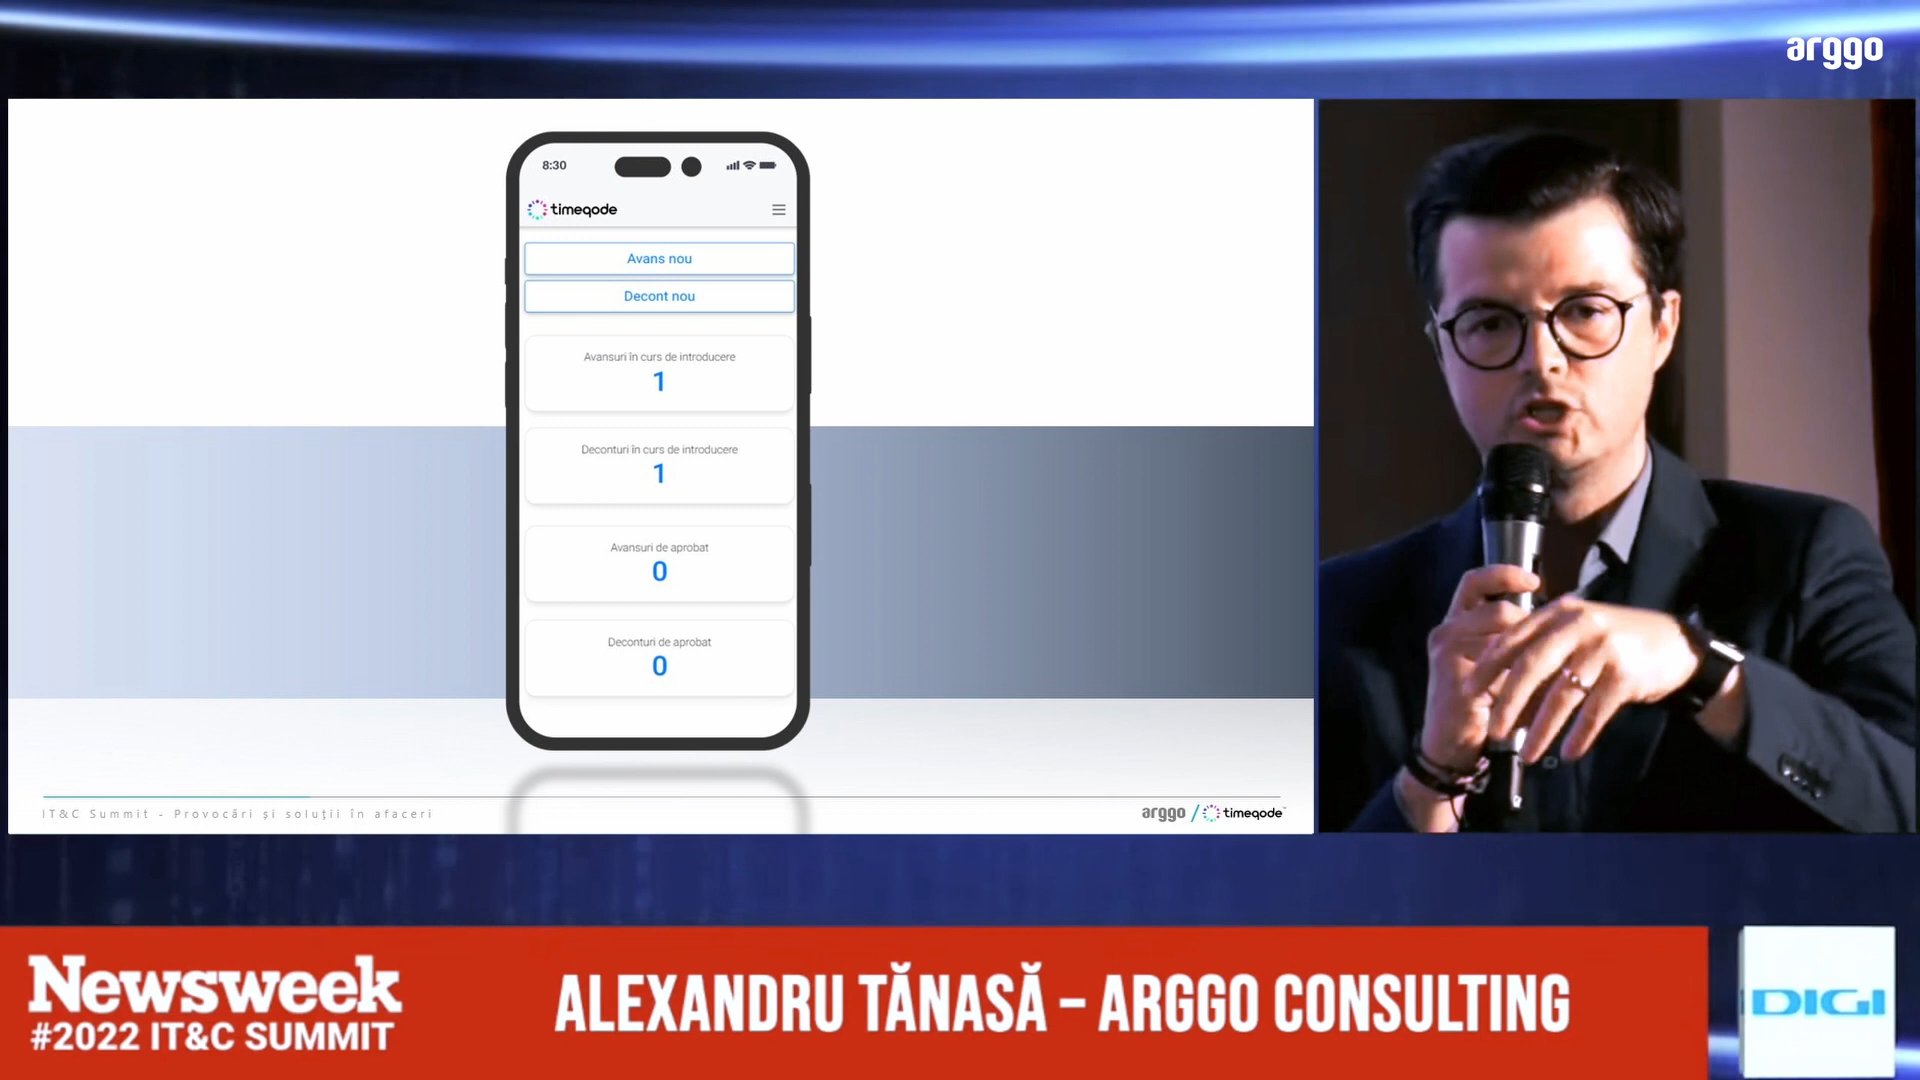 arggo
8:30
timeqode
Avans nou
Decont nou
Avansuri în curs de introducere
1
Deconturi în curs de introducere
1
Avansuri de aprobat
0
Deconturi de aprobat
0
IT&C Summit - Provocări și soluții în afaceri
arggo / timeqode
Newsweek
#2022 IT&C SUMMIT
ALEXANDRU TĂNASĂ – ARGGO CONSULTING
DIGI